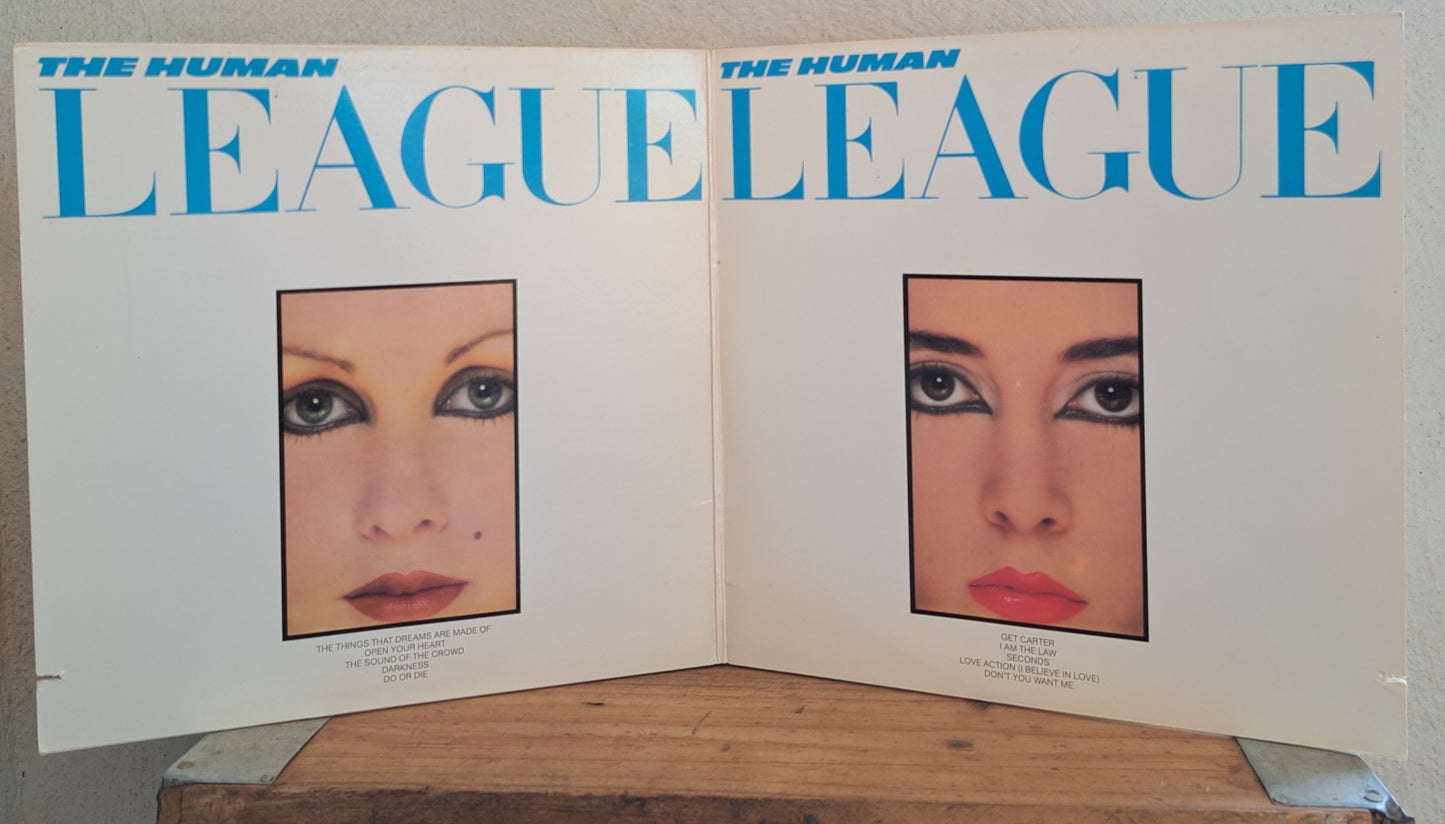 THE HUMAN
LEAGUE
THE THINGS THAT DREAMS ARE MADE OF
OPEN YOUR HEART
THE SOUND OF THE CROWD
DARKNESS
DO OR DIE
THE HUMAN
LEAGUE
GET CARTER
I AM THE LAW
SECONDS
LOVE ACTION (I BELIEVE IN LOVE)
DON'T YOU WANT ME